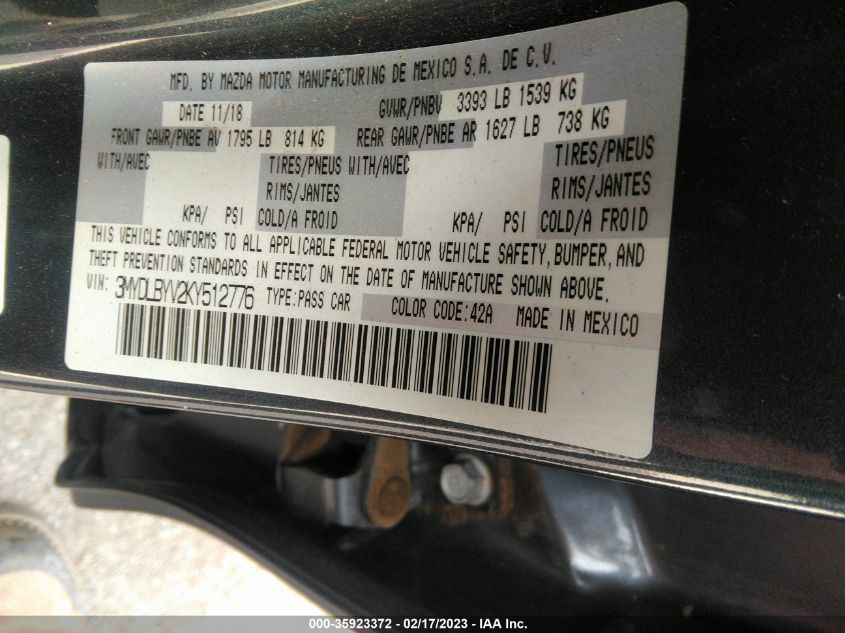 MFD. BY MAZDA MOTOR MANUFACTURING DE MEXICO S.A. DE C.V.
DATE 11/18 GVWR/PNBV 3393 LB 1539 KG
FRONT GAWR/PNBE AV 1795 LB 814 KG REAR GAWR/PNBE AR 1627 LB 738 KG
WITH/AVEC TIRES/PNEUS WITH/AVEC TIRES/PNEUS
RIMS/JANTES RIMS/JANTES
KPA/ PSI COLD/A FROID KPA/ PSI COLD/A FROID
THIS VEHICLE CONFORMS TO ALL APPLICABLE FEDERAL MOTOR VEHICLE SAFETY, BUMPER, AND
THEFT PREVENTION STANDARDS IN EFFECT ON THE DATE OF MANUFACTURE SHOWN ABOVE.
VIN: 3MYDLBYV2KY512776 TYPE:PASS CAR COLOR CODE:42A MADE IN MEXICO
000-35923372 - 02/17/2023 - IAA Inc.